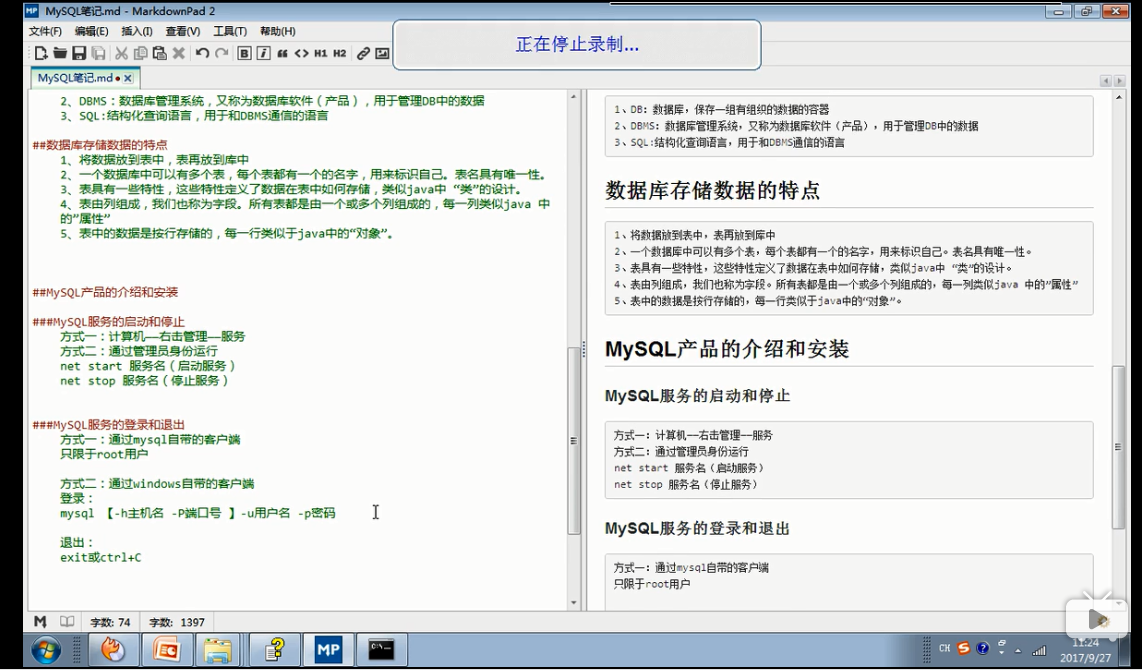 MySQL笔记.md - MarkdownPad 2
文件(F) 编辑(E) 插入(I) 查看(V) 工具(T) 帮助(H)
正在停止录制...
B I “ <> H1 H2
MySQL笔记.md
2、DBMS：数据库管理系统，又称为数据库软件（产品），用于管理DB中的数据
3、SQL:结构化查询语言，用于和DBMS通信的语言
##数据库存储数据的特点
1、将数据放到表中，表再放到库中
2、一个数据库中可以有多个表，每个表都有一个的名字，用来标识自己。表名具有唯一性。
3、表具有一些特性，这些特性定义了数据在表中如何存储，类似java中 “类”的设计。
4、表由列组成，我们也称为字段。所有表都是由一个或多个列组成的，每一列类似java 中
的”属性”
5、表中的数据是按行存储的，每一行类似于java中的“对象”。
##MySQL产品的介绍和安装
###MySQL服务的启动和停止
方式一：计算机——右击管理——服务
方式二：通过管理员身份运行
net start 服务名（启动服务）
net stop 服务名（停止服务）
###MySQL服务的登录和退出
方式一：通过mysql自带的客户端
只限于root用户
方式二：通过windows自带的客户端
登录：
mysql 【-h主机名 -P端口号 】-u用户名 -p密码
退出：
exit或ctrl+C
1、DB：数据库，保存一组有组织的数据的容器
2、DBMS：数据库管理系统，又称为数据库软件（产品），用于管理DB中的数据
3、SQL:结构化查询语言，用于和DBMS通信的语言
数据库存储数据的特点
1、将数据放到表中，表再放到库中
2、一个数据库中可以有多个表，每个表都有一个的名字，用来标识自己。表名具有唯一性。
3、表具有一些特性，这些特性定义了数据在表中如何存储，类似java中 “类”的设计。
4、表由列组成，我们也称为字段。所有表都是由一个或多个列组成的，每一列类似java 中的”属性”
5、表中的数据是按行存储的，每一行类似于java中的“对象”。
MySQL产品的介绍和安装
MySQL服务的启动和停止
方式一：计算机——右击管理——服务
方式二：通过管理员身份运行
net start 服务名（启动服务）
net stop 服务名（停止服务）
MySQL服务的登录和退出
方式一：通过mysql自带的客户端
只限于root用户
字数: 74 字数: 1397
MP
CH
11:24
2017/9/27